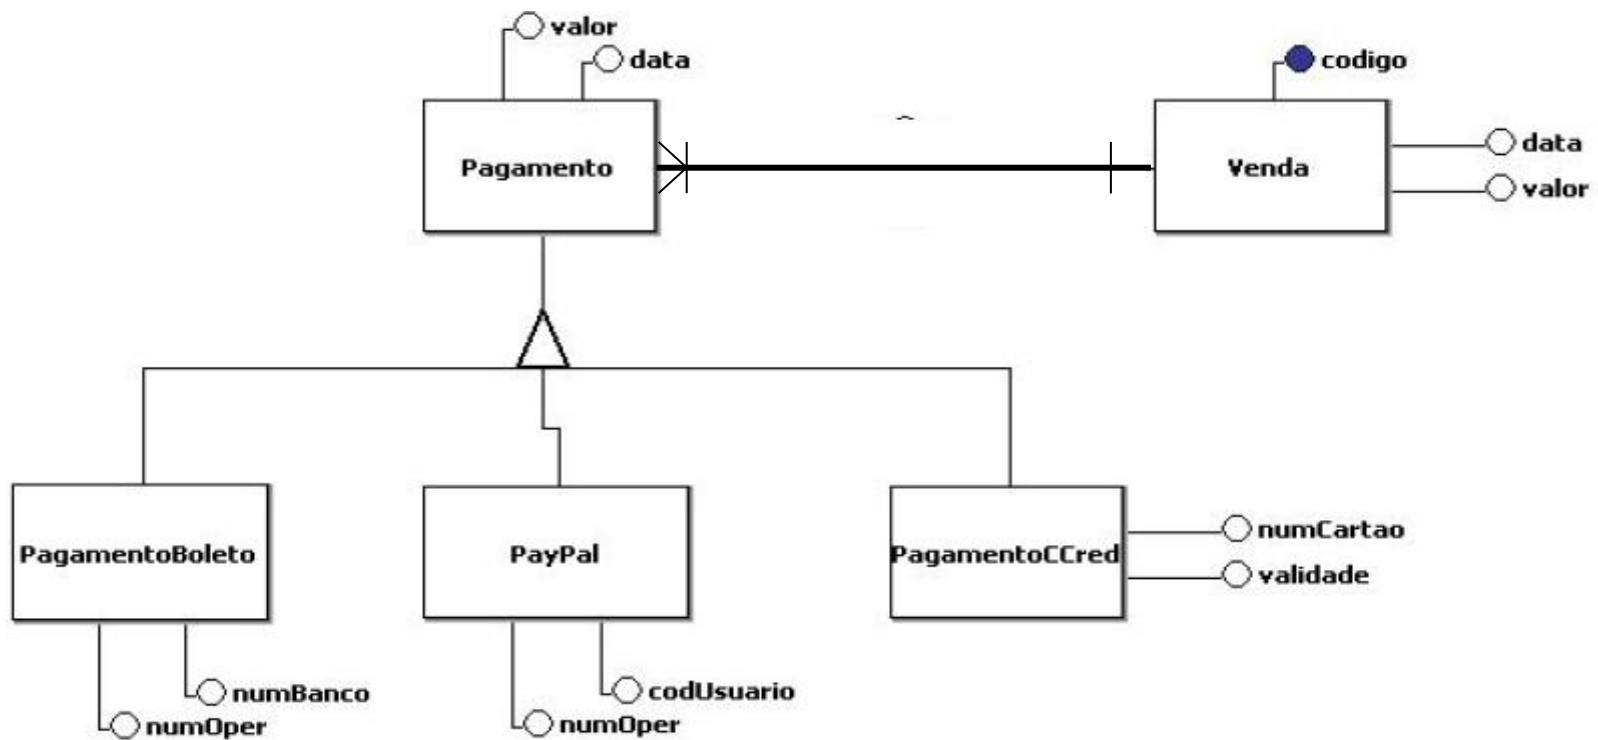 valor
data
codigo
Pagamento
Venda
data
valor
PagamentoBoleto
PayPal
PagamentoCCred
numCartao
validade
numBanco
numOper
codUsuario
numOper